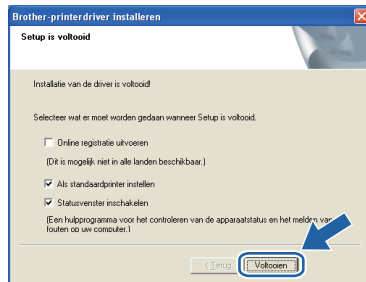 Brother-printerdriver installeren
Setup is voltooid
Installatie van de driver is voltooid!
Selecteer wat er moet worden gedaan wanneer Setup is voltooid.
Online registratie uitvoeren
(Dit is mogelijk niet in alle landen beschikbaar.)
Als standaardprinter instellen
Statusvenster inschakelen
(Een hulpprogramma voor het controleren van de apparaatstatus en het melden van
fouten op uw computer.)
< Terug
Voltooien